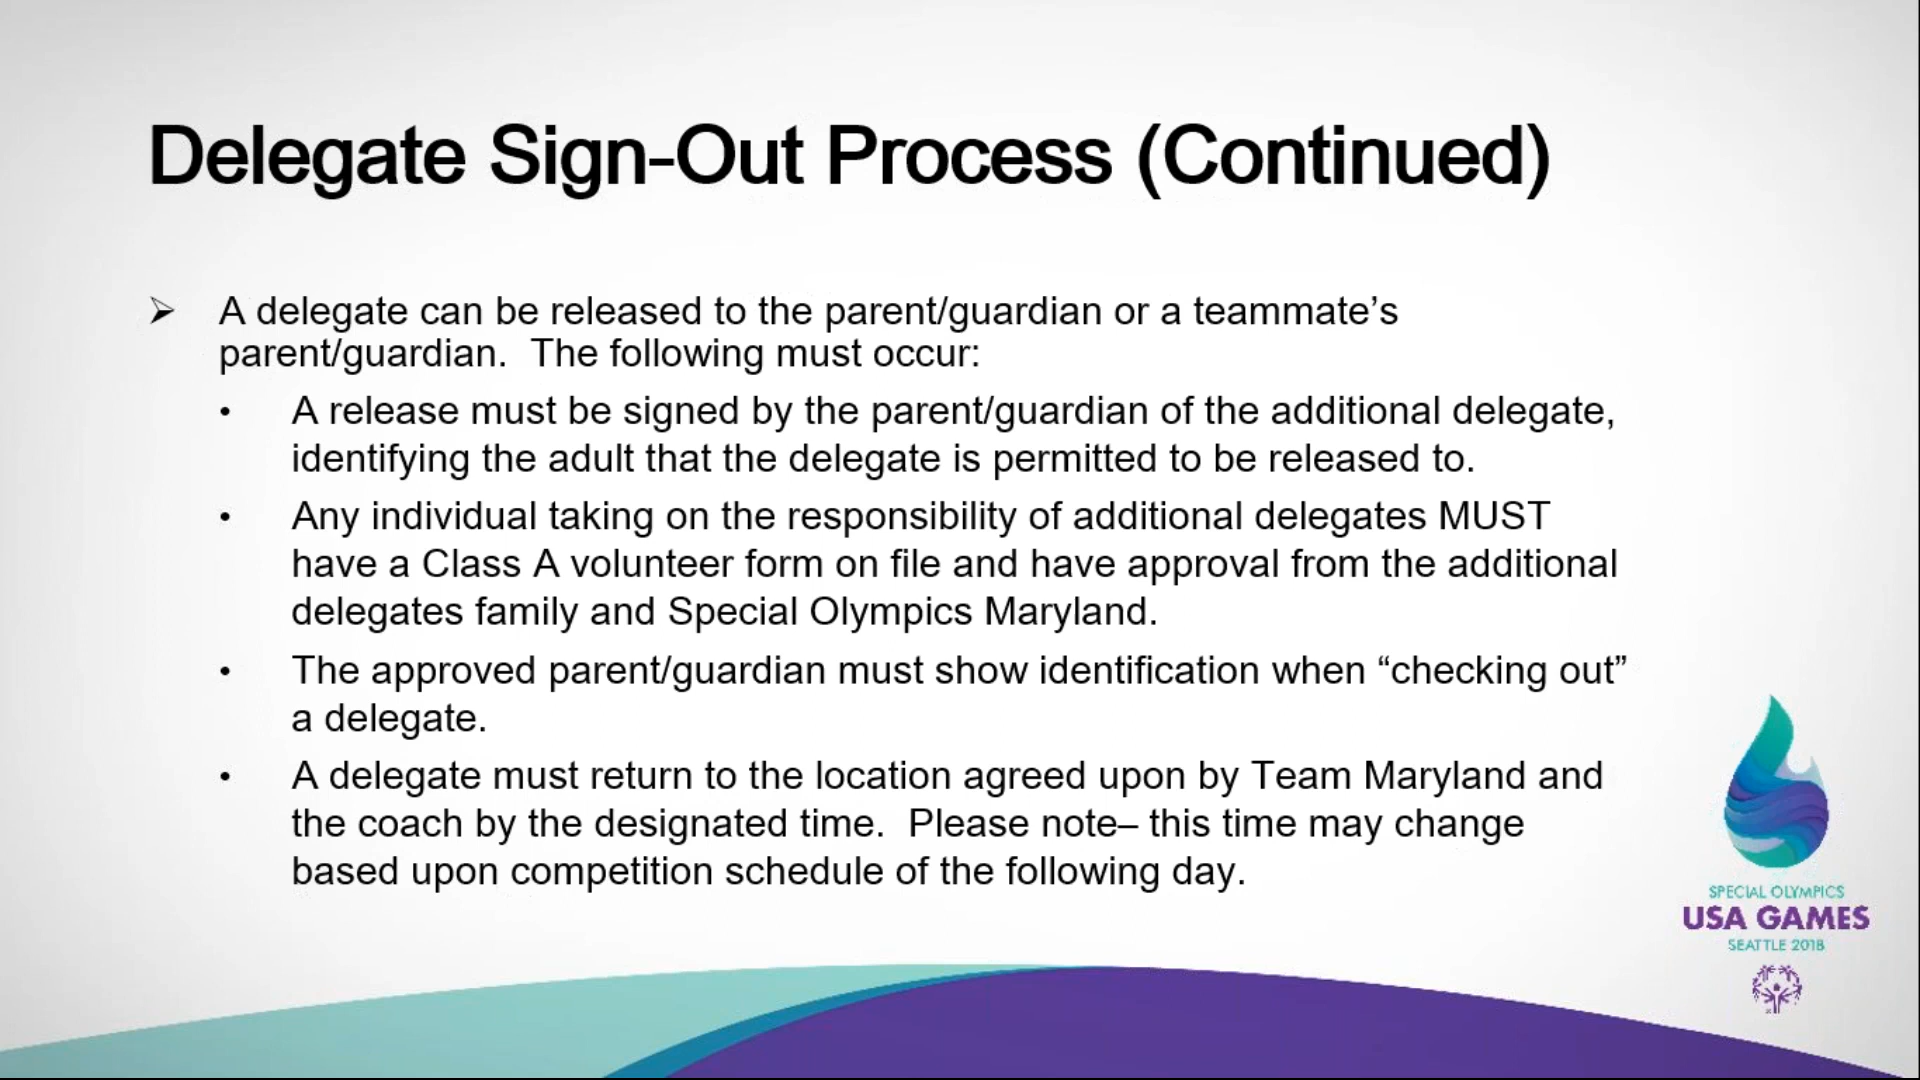 Delegate Sign-Out Process (Continued)
➢ A delegate can be released to the parent/guardian or a teammate’s
parent/guardian.  The following must occur:
• A release must be signed by the parent/guardian of the additional delegate,
identifying the adult that the delegate is permitted to be released to.
• Any individual taking on the responsibility of additional delegates MUST
have a Class A volunteer form on file and have approval from the additional
delegates family and Special Olympics Maryland.
• The approved parent/guardian must show identification when “checking out”
a delegate.
• A delegate must return to the location agreed upon by Team Maryland and
the coach by the designated time.  Please note– this time may change
based upon competition schedule of the following day.
SPECIAL OLYMPICS
USA GAMES
SEATTLE 2018